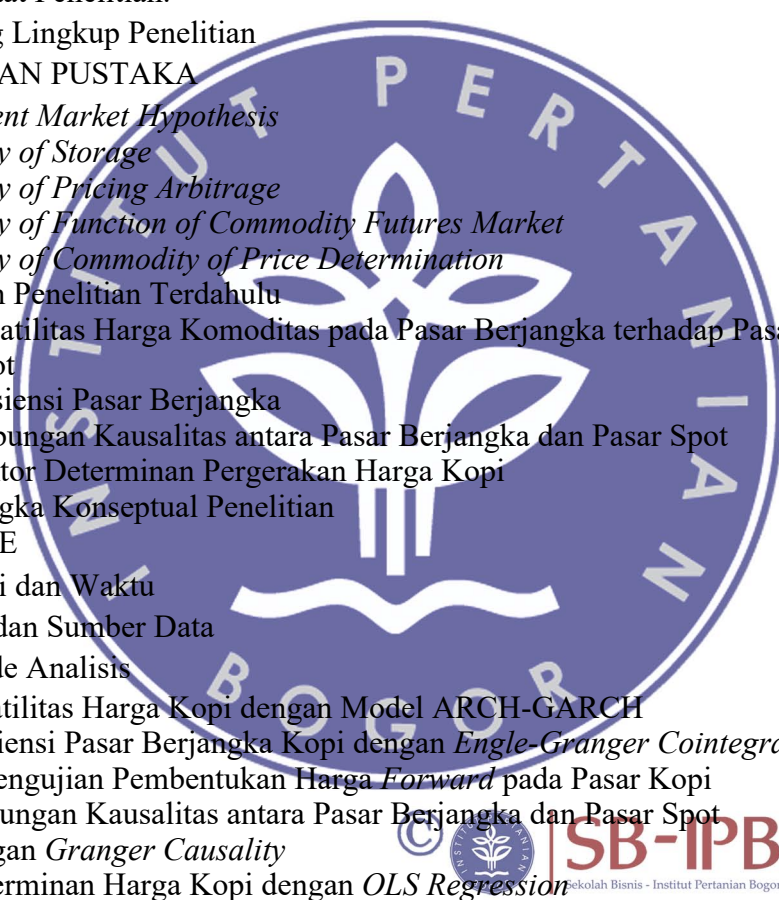 tat Penelitian.
g Lingkup Penelitian
AN PUSTAKA
ent Market Hypothesis
y of Storage
y of Pricing Arbitrage
y of Function of Commodity Futures Market
y of Commodity of Price Determination
n Penelitian Terdahulu
atilitas Harga Komoditas pada Pasar Berjangka terhadap Pasa
ot
siensi Pasar Berjangka
bungan Kausalitas antara Pasar Berjangka dan Pasar Spot
tor Determinan Pergerakan Harga Kopi
gka Konseptual Penelitian
E
i dan Waktu
dan Sumber Data
de Analisis
atilitas Harga Kopi dengan Model ARCH-GARCH
iensi Pasar Berjangka Kopi dengan Engle-Granger Cointegra
engujian Pembentukan Harga Forward pada Pasar Kopi
ungan Kausalitas antara Pasar Berjangka dan Pasar Spot
gan Granger Causality
erminan Harga Kopi dengan OLS Regression
INSTITUT PERTANIAN
BOGOR
©
SB-IPB
Sekolah Bisnis - Institut Pertanian Bogor